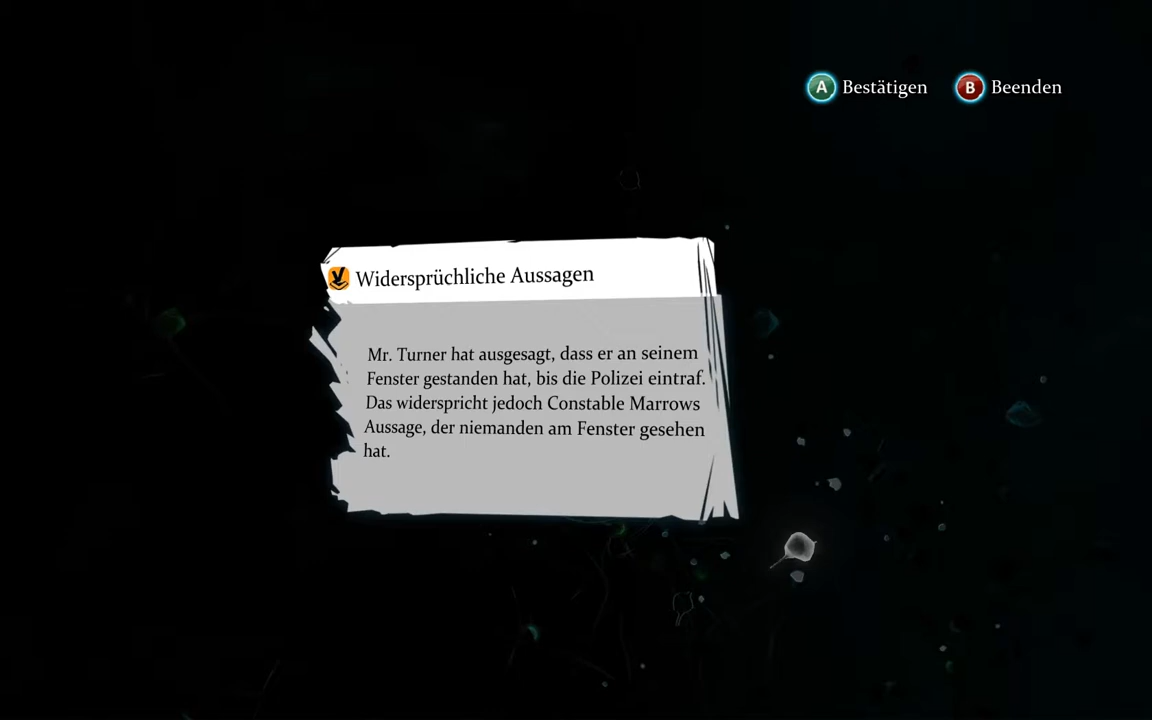 A Bestätigen B Beenden
Widersprüchliche Aussagen
Mr. Turner hat ausgesagt, dass er an seinem
Fenster gestanden hat, bis die Polizei eintraf.
Das widerspricht jedoch Constable Marrows
Aussage, der niemanden am Fenster gesehen
hat.